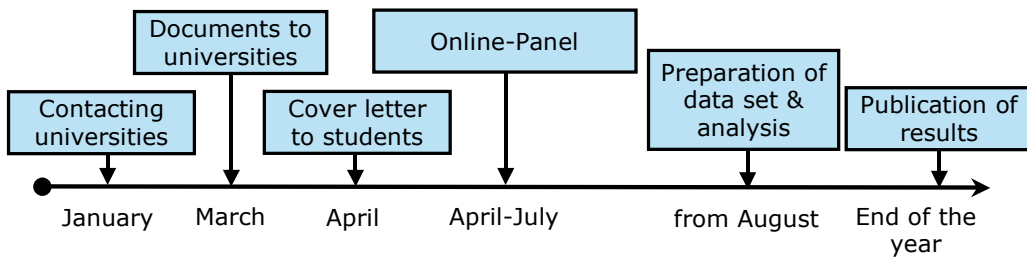 Contacting
universities
Documents to
universities
Cover letter
to students
Online-Panel
Preparation of
data set &
analysis
Publication of
results
January
March
April
April-July
from August
End of the
year